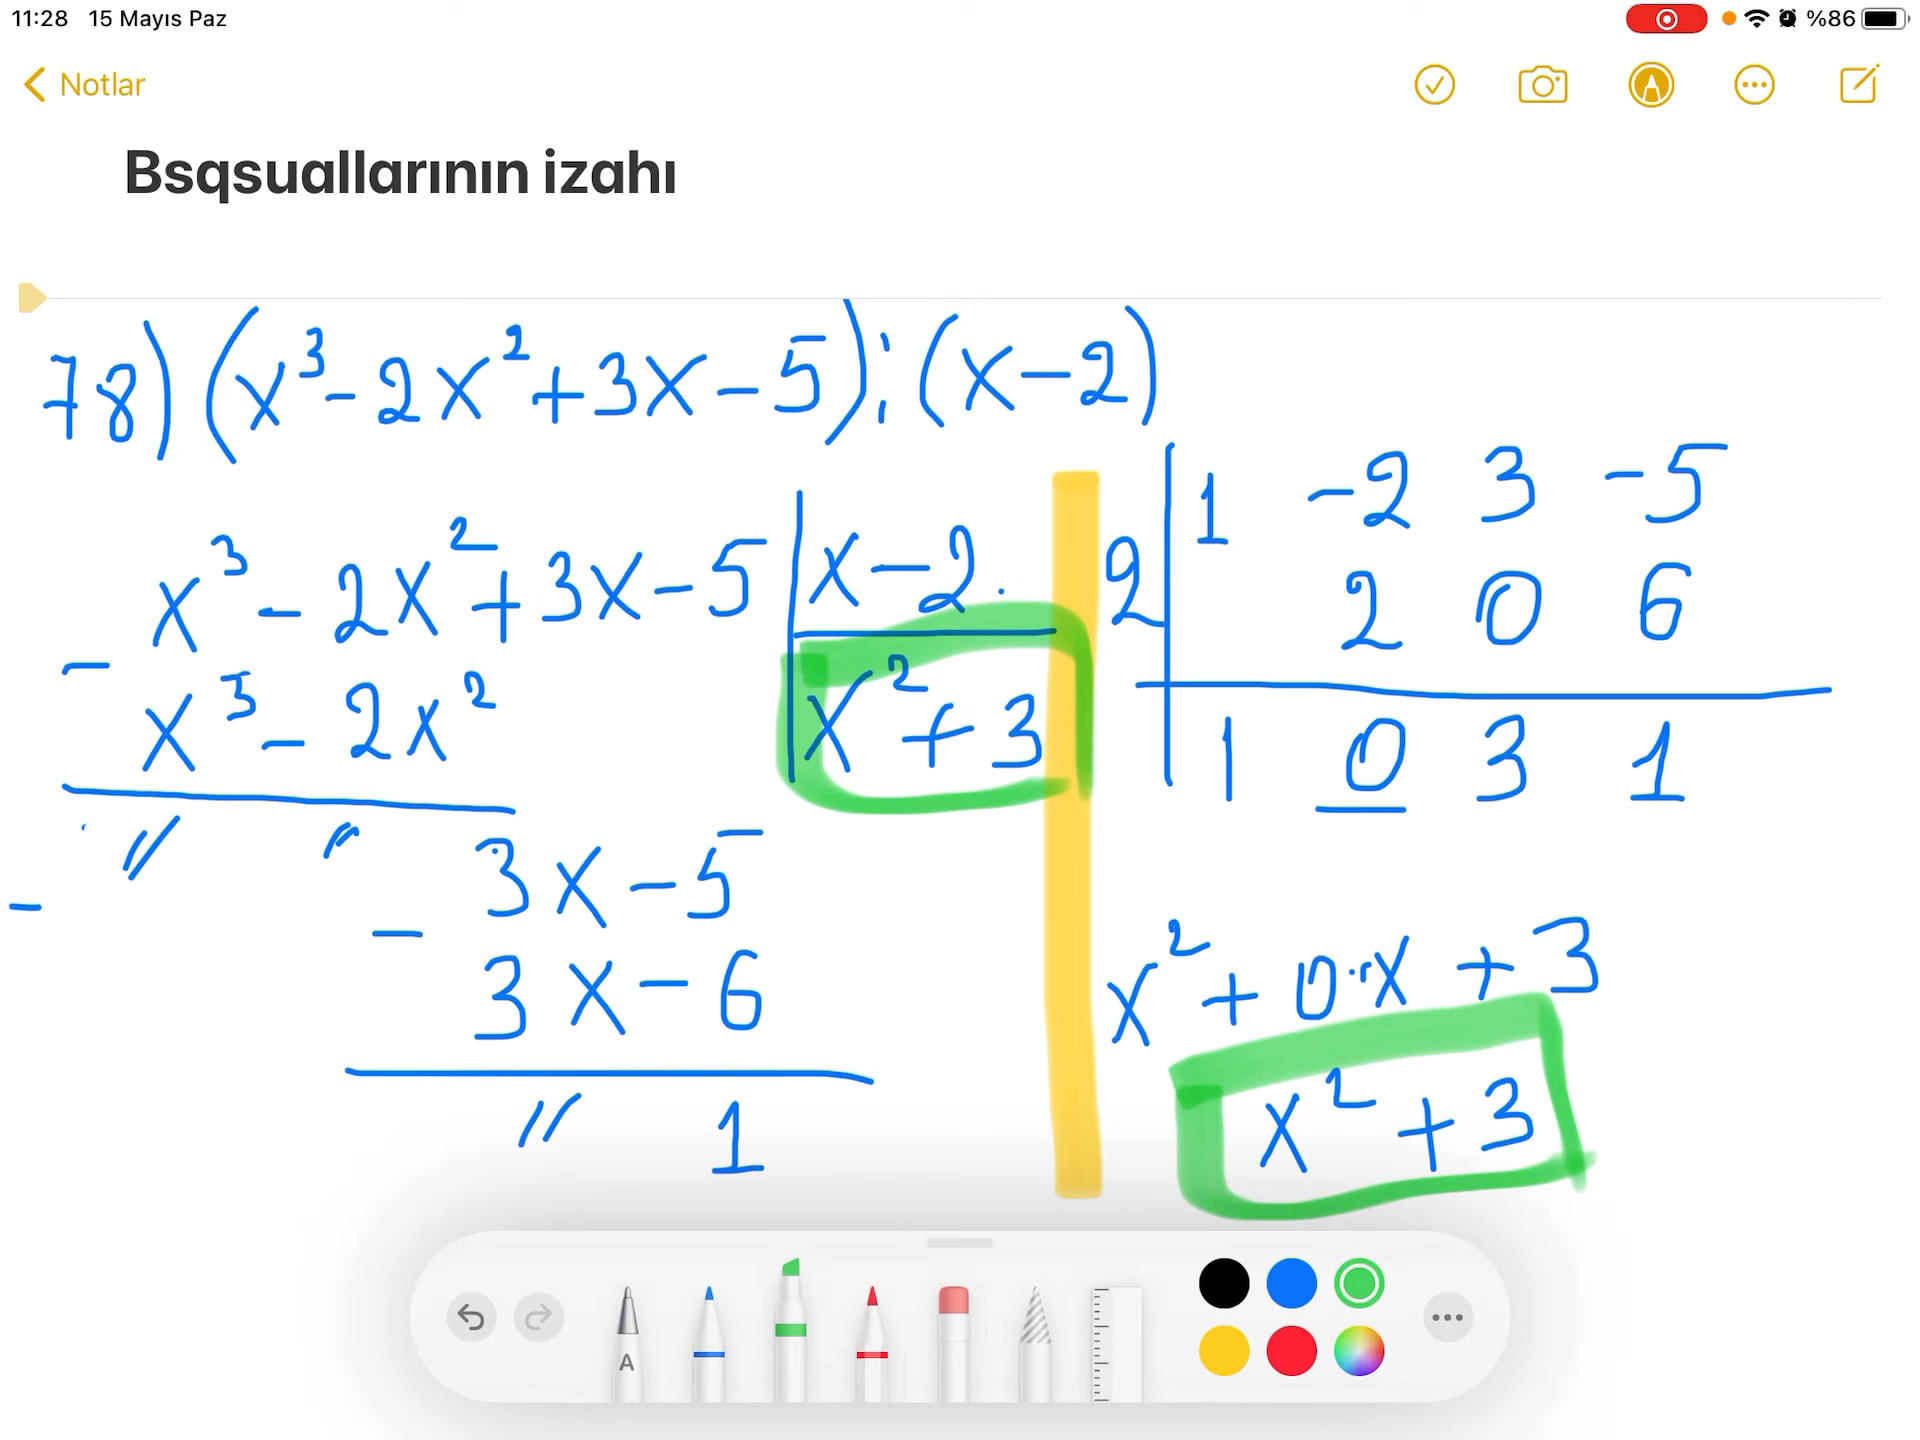 11:28 15 Mayıs Paz %86
Notlar
Bsqsuallarının izahı
78) (x³-2x²+3x-5):(x-2)
x³-2x²+3x-5 | x-2
- x³-2x² x²+3
〃 〃 3x-5
- - 3x-6
〃 1
1 -2 3 -5
2 2 0 6
1 0 3 1
x²+0·x+3
x²+3
A